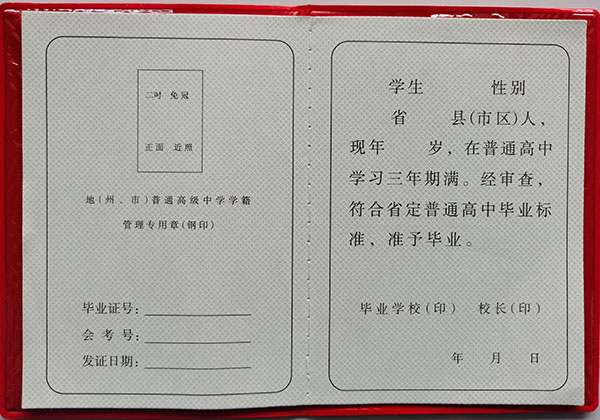 二吋 免冠
正面 近照
地(州、市)普通高级中学学籍
管理专用章(钢印)
毕业证号:
会考号:
发证日期:
学生 性别
省 县(市区)人,
现年 岁,在普通高中
学习三年期满。经审查,
符合省定普通高中毕业标
准,准予毕业。
毕业学校(印) 校长(印)
年 月 日